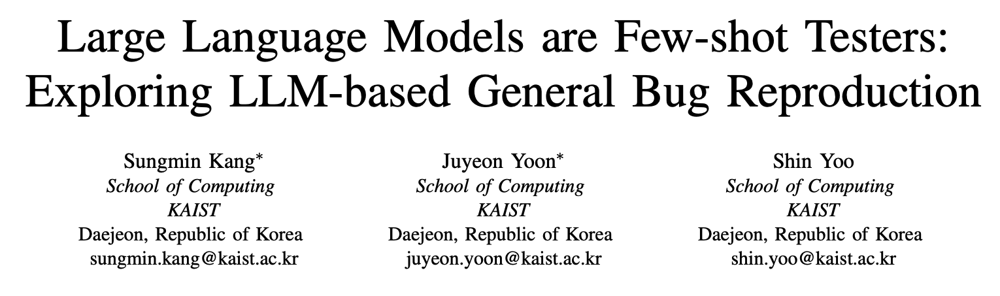 Large Language Models are Few-shot Testers:
Exploring LLM-based General Bug Reproduction
Sungmin Kang*
School of Computing
KAIST
Daejeon, Republic of Korea
sungmin.kang@kaist.ac.kr
Juyeon Yoon*
School of Computing
KAIST
Daejeon, Republic of Korea
juyeon.yoon@kaist.ac.kr
Shin Yoo
School of Computing
KAIST
Daejeon, Republic of Korea
shin.yoo@kaist.ac.kr